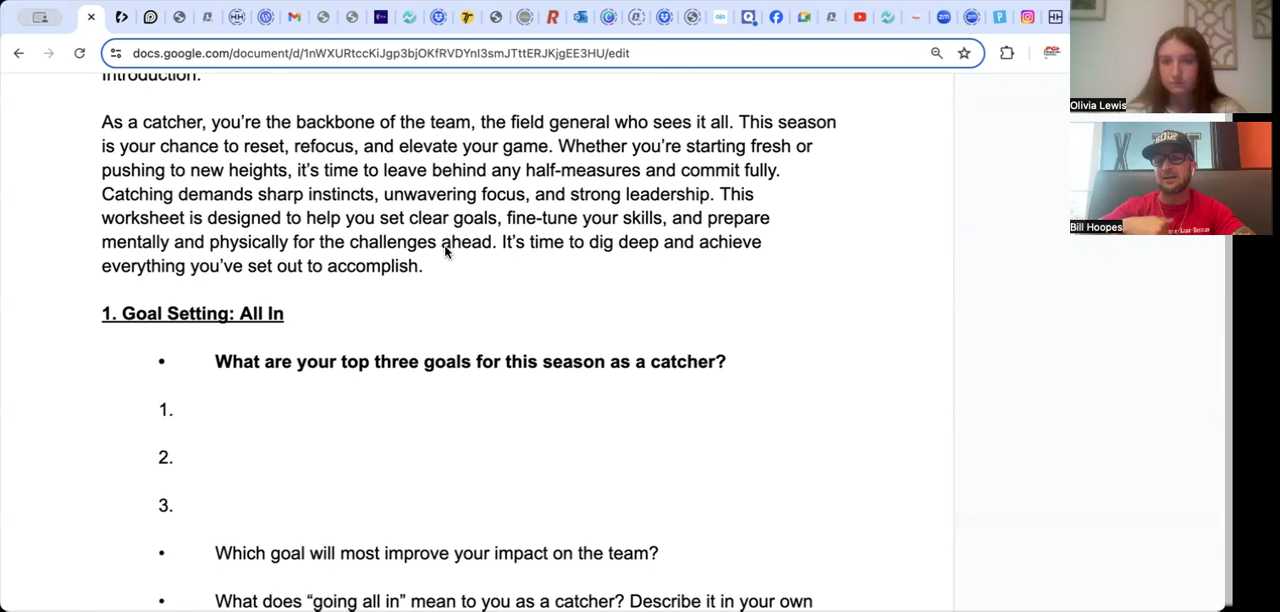 docs.google.com/document/d/1nWXURtccKiJgp3bjOKfRVDYnI3smJTttERJKjgEE3HU/edit
Introduction:
As a catcher, you’re the backbone of the team, the field general who sees it all. This season
is your chance to reset, refocus, and elevate your game. Whether you’re starting fresh or
pushing to new heights, it’s time to leave behind any half-measures and commit fully.
Catching demands sharp instincts, unwavering focus, and strong leadership. This
worksheet is designed to help you set clear goals, fine-tune your skills, and prepare
mentally and physically for the challenges ahead. It’s time to dig deep and achieve
everything you’ve set out to accomplish.
1. Goal Setting: All In
• What are your top three goals for this season as a catcher?
1.
2.
3.
• Which goal will most improve your impact on the team?
• What does “going all in” mean to you as a catcher? Describe it in your own
Olivia Lewis
Bill Hoopes